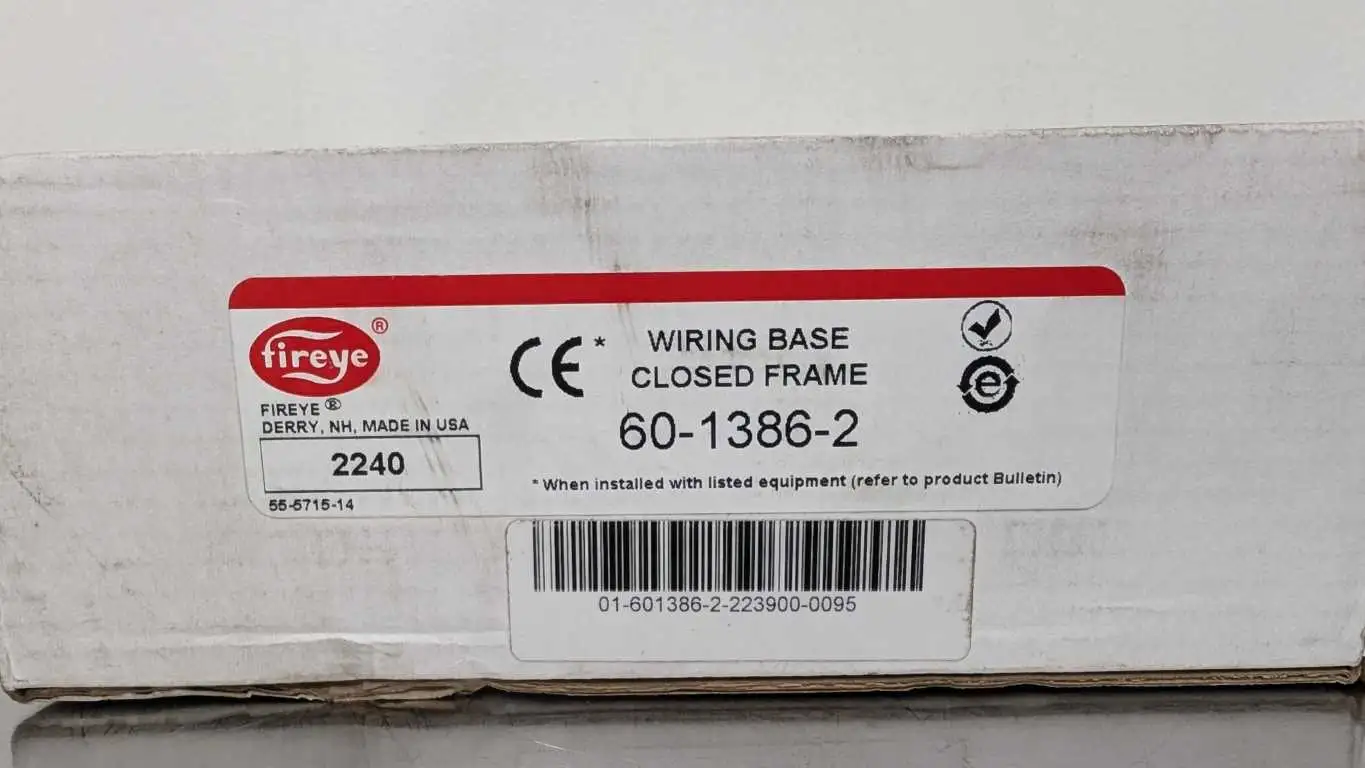 fireye ®
FIREYE ®
DERRY, NH, MADE IN USA
2240
55-5715-14
CE *
WIRING BASE
CLOSED FRAME
60-1386-2
* When installed with listed equipment (refer to product Bulletin)
e
01-601386-2-223900-0095